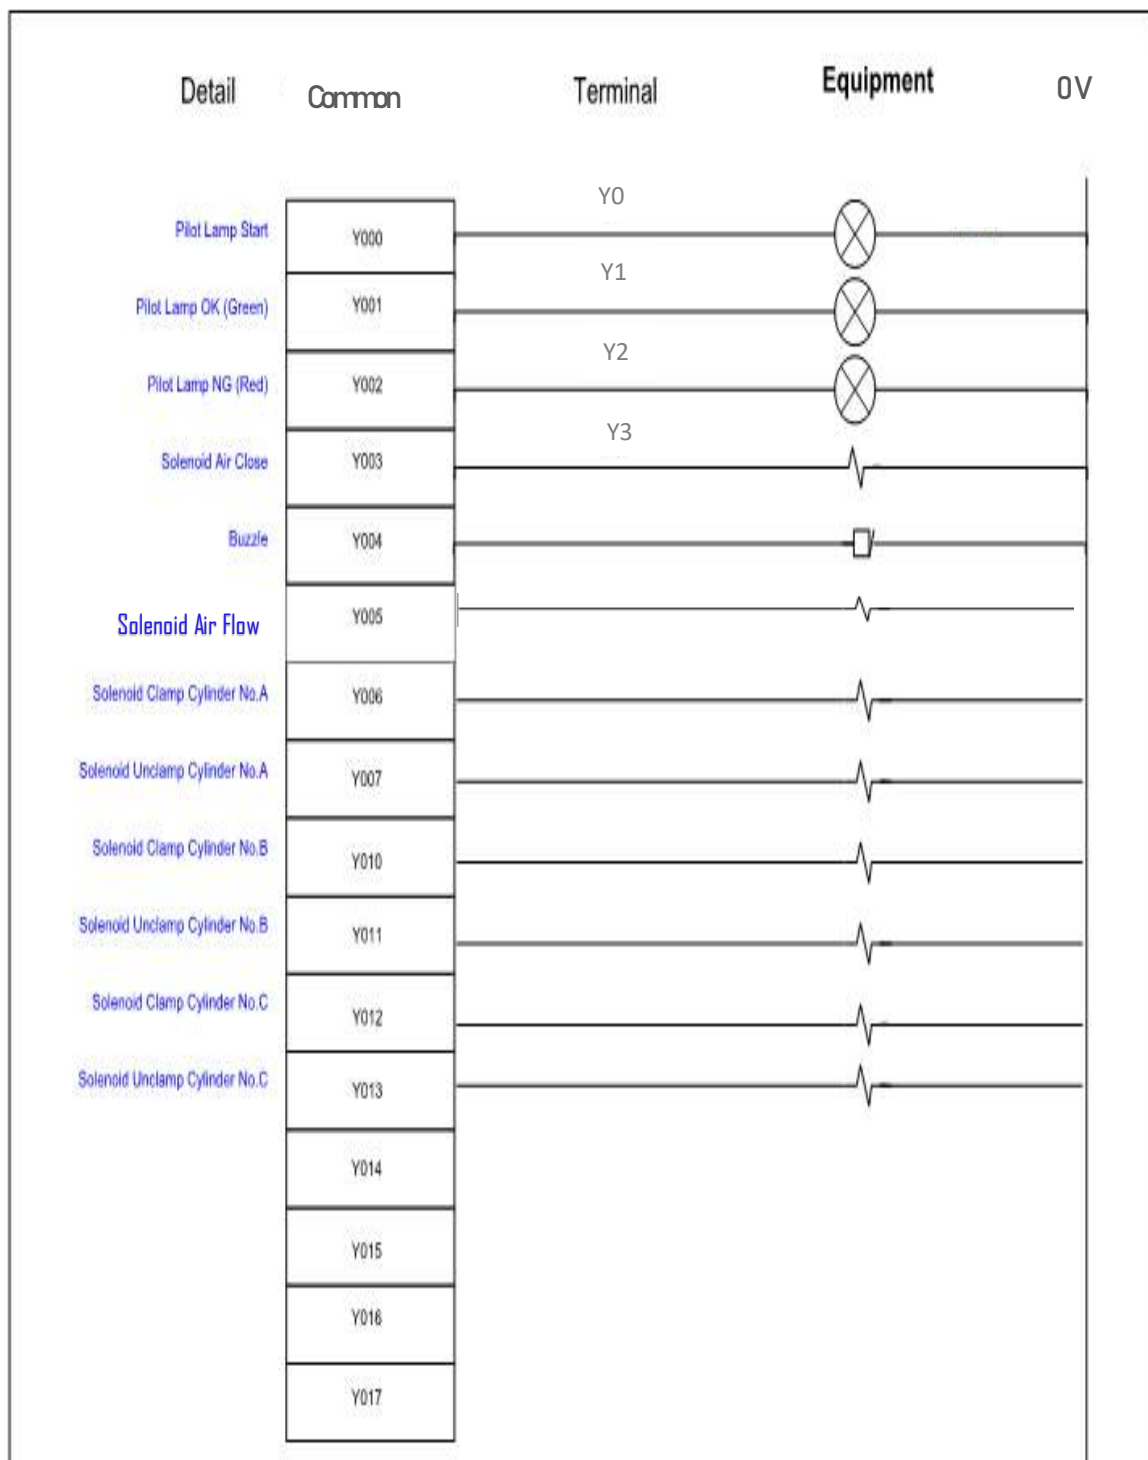 Detail Common Terminal Equipment 0V
Y0
Pilot Lamp Start Y000
Y1
Pilot Lamp OK (Green) Y001
Y2
Pilot Lamp NG (Red) Y002
Y3
Solenoid Air Close Y003
Buzzle Y004
Solenoid Air Flow Y005
Solenoid Clamp Cylinder No.A Y006
Solenoid Unclamp Cylinder No.A Y007
Solenoid Clamp Cylinder No.B Y010
Solenoid Unclamp Cylinder No.B Y011
Solenoid Clamp Cylinder No.C Y012
Solenoid Unclamp Cylinder No.C Y013
Y014
Y015
Y016
Y017